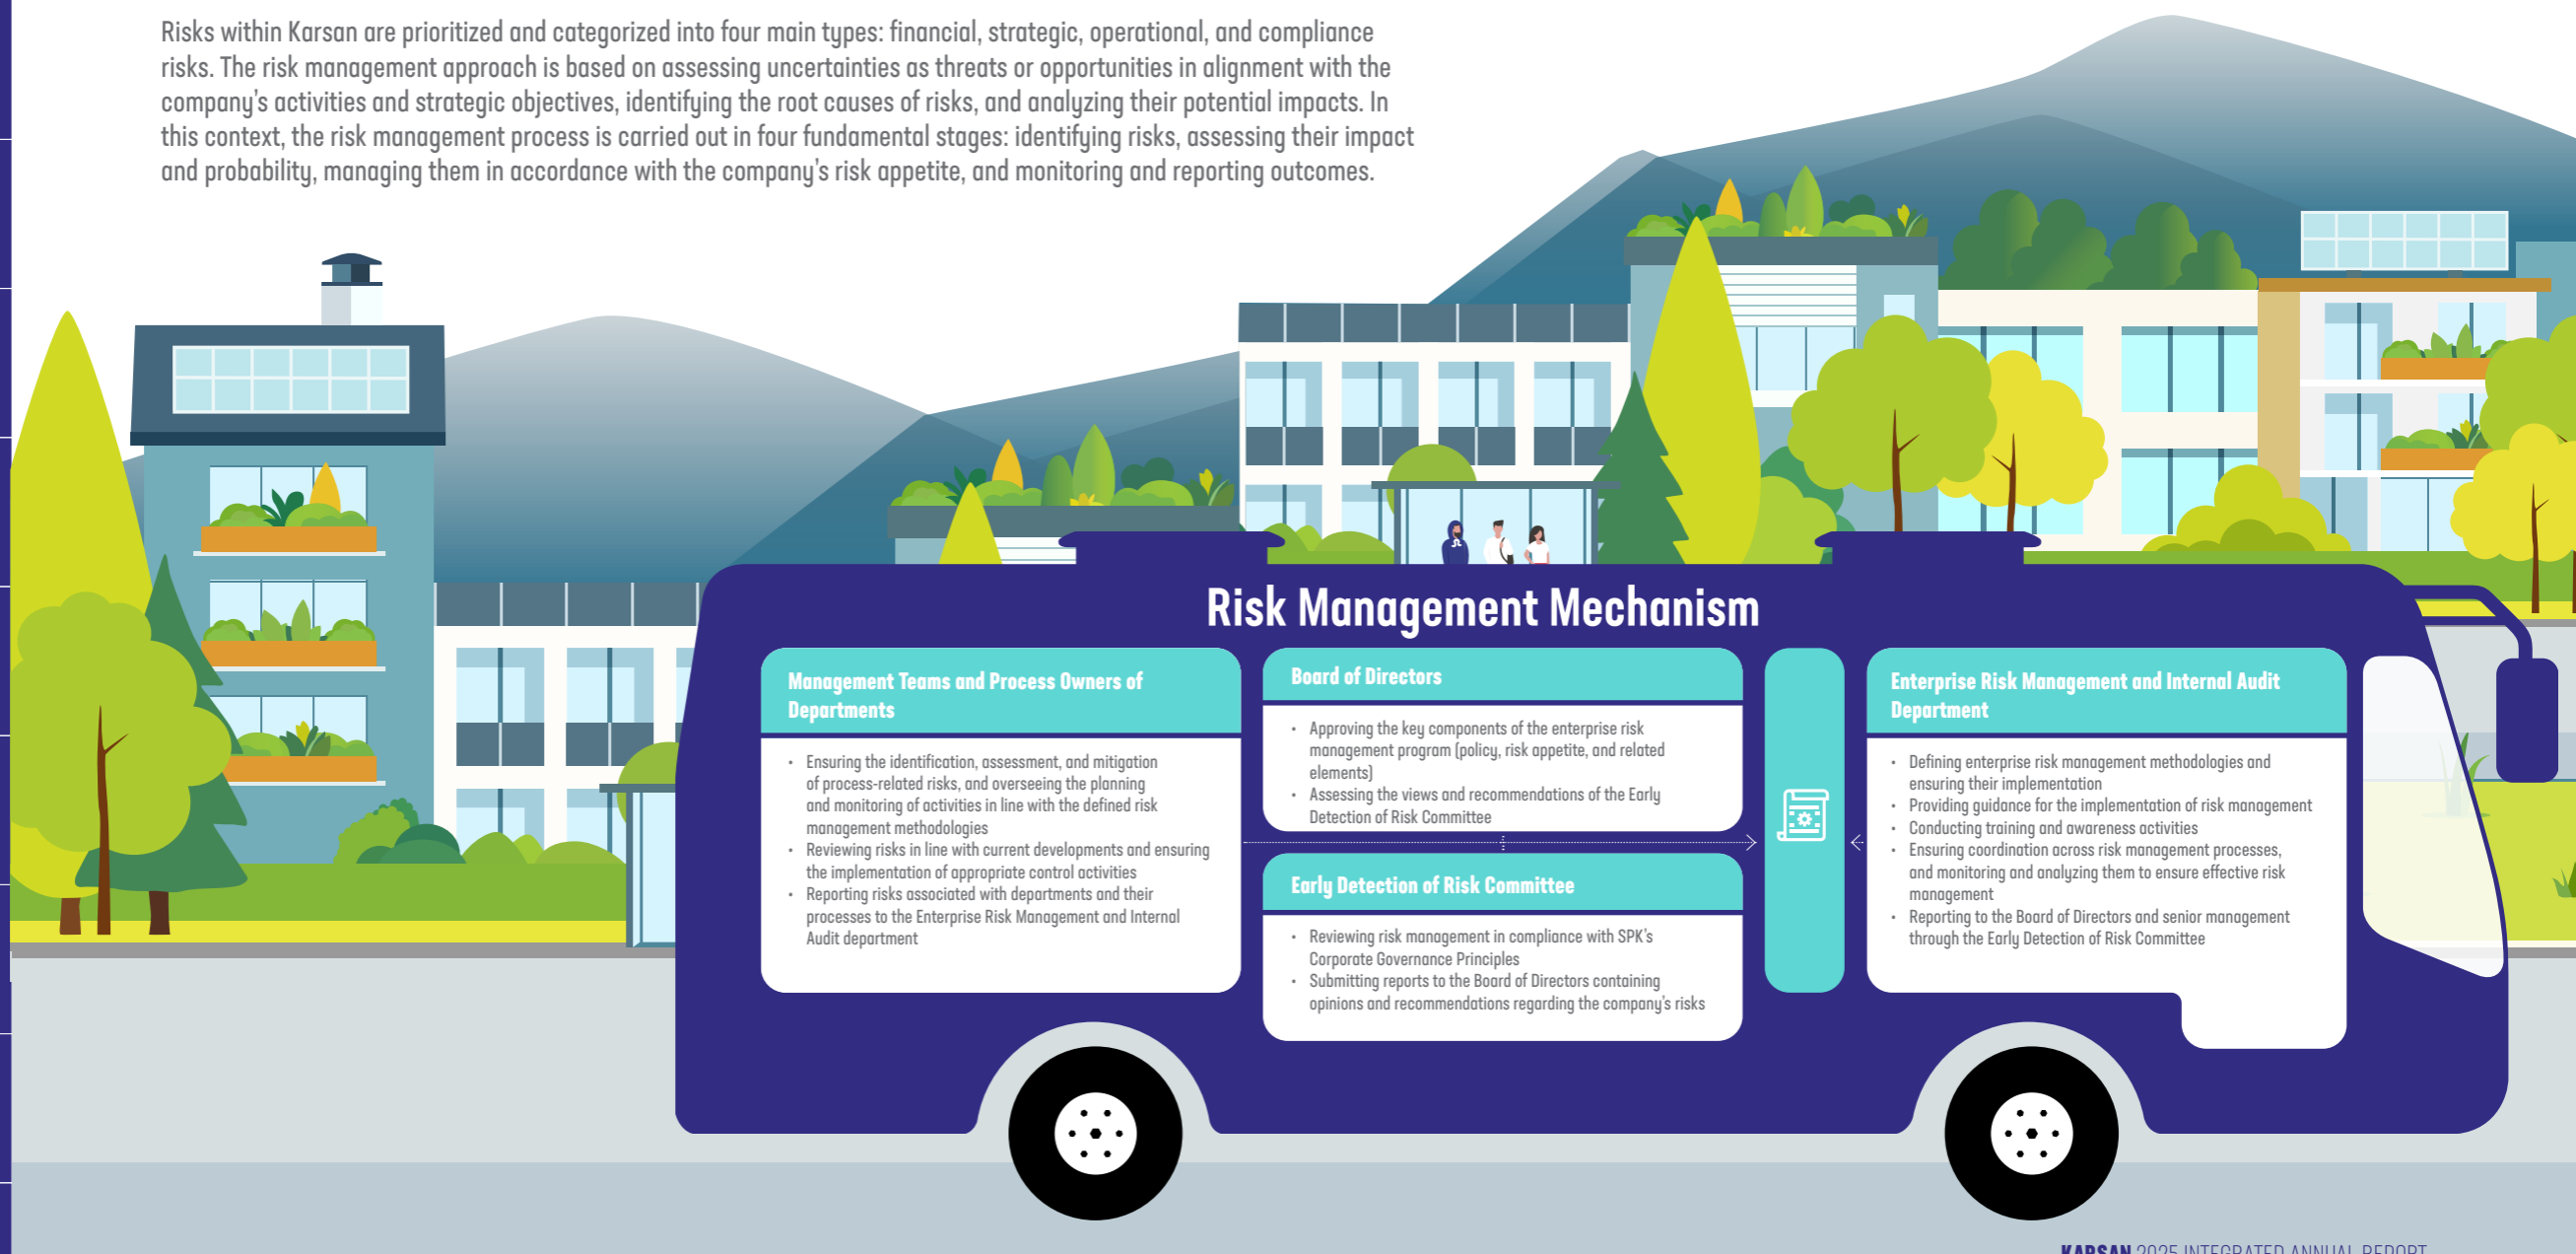 Risks within Karsan are prioritized and categorized into four main types: financial, strategic, operational, and compliance
risks. The risk management approach is based on assessing uncertainties as threats or opportunities in alignment with the
company's activities and strategic objectives, identifying the root causes of risks, and analyzing their potential impacts. In
this context, the risk management process is carried out in four fundamental stages: identifying risks, assessing their impact
and probability, managing them in accordance with the company's risk appetite, and monitoring and reporting outcomes.
Risk Management Mechanism
Management Teams and Process Owners of
Departments
• Ensuring the identification, assessment, and mitigation
of process-related risks, and overseeing the planning
and monitoring of activities in line with the defined risk
management methodologies
• Reviewing risks in line with current developments and ensuring
the implementation of appropriate control activities
• Reporting risks associated with departments and their
processes to the Enterprise Risk Management and Internal
Audit department
Board of Directors
• Approving the key components of the enterprise risk
management program (policy, risk appetite, and related
elements)
• Assessing the views and recommendations of the Early
Detection of Risk Committee
Early Detection of Risk Committee
• Reviewing risk management in compliance with SPK's
Corporate Governance Principles
• Submitting reports to the Board of Directors containing
opinions and recommendations regarding the company's risks
Enterprise Risk Management and Internal Audit
Department
• Defining enterprise risk management methodologies and
ensuring their implementation
• Providing guidance for the implementation of risk management
• Conducting training and awareness activities
• Ensuring coordination across risk management processes,
and monitoring and analyzing them to ensure effective risk
management
• Reporting to the Board of Directors and senior management
through the Early Detection of Risk Committee
KARSAN 2025 INTEGRATED ANNUAL REPORT